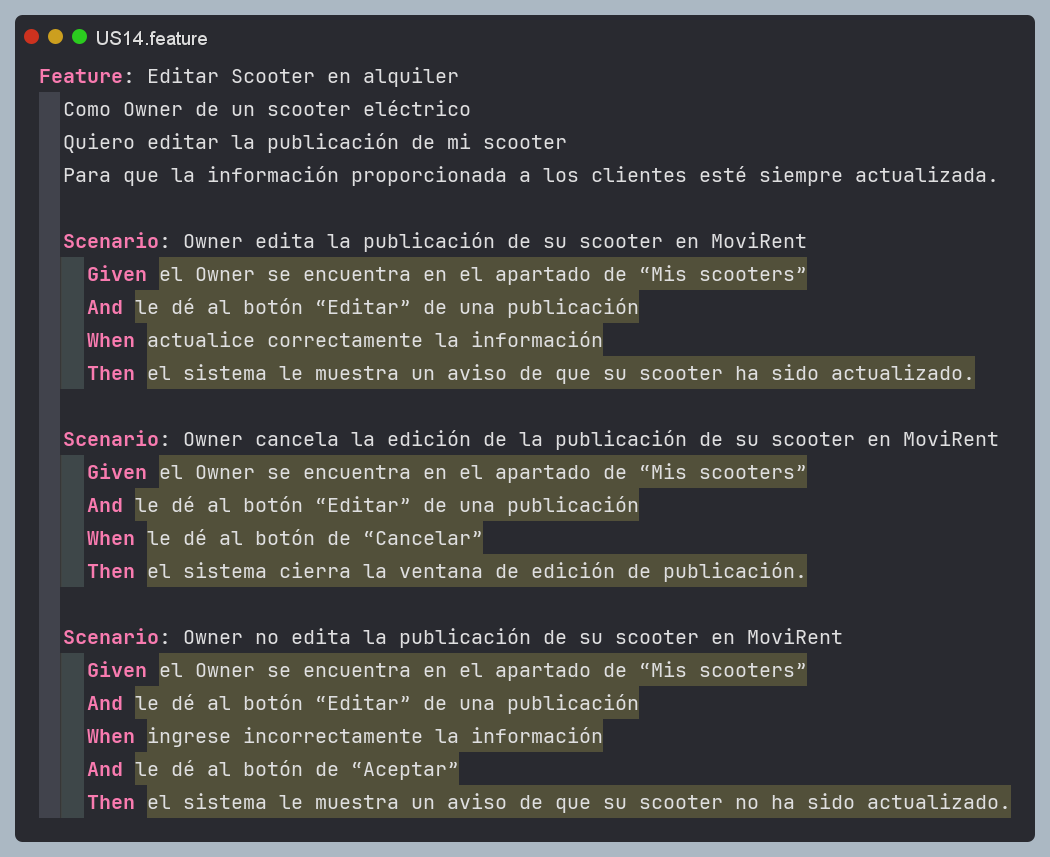 US14.feature
Feature: Editar Scooter en alquiler
Como Owner de un scooter eléctrico
Quiero editar la publicación de mi scooter
Para que la información proporcionada a los clientes esté siempre actualizada.
Scenario: Owner edita la publicación de su scooter en MoviRent
Given el Owner se encuentra en el apartado de “Mis scooters”
And le dé al botón “Editar” de una publicación
When actualice correctamente la información
Then el sistema le muestra un aviso de que su scooter ha sido actualizado.
Scenario: Owner cancela la edición de la publicación de su scooter en MoviRent
Given el Owner se encuentra en el apartado de “Mis scooters”
And le dé al botón “Editar” de una publicación
When le dé al botón de “Cancelar”
Then el sistema cierra la ventana de edición de publicación.
Scenario: Owner no edita la publicación de su scooter en MoviRent
Given el Owner se encuentra en el apartado de “Mis scooters”
And le dé al botón “Editar” de una publicación
When ingrese incorrectamente la información
And le dé al botón de “Aceptar”
Then el sistema le muestra un aviso de que su scooter no ha sido actualizado.